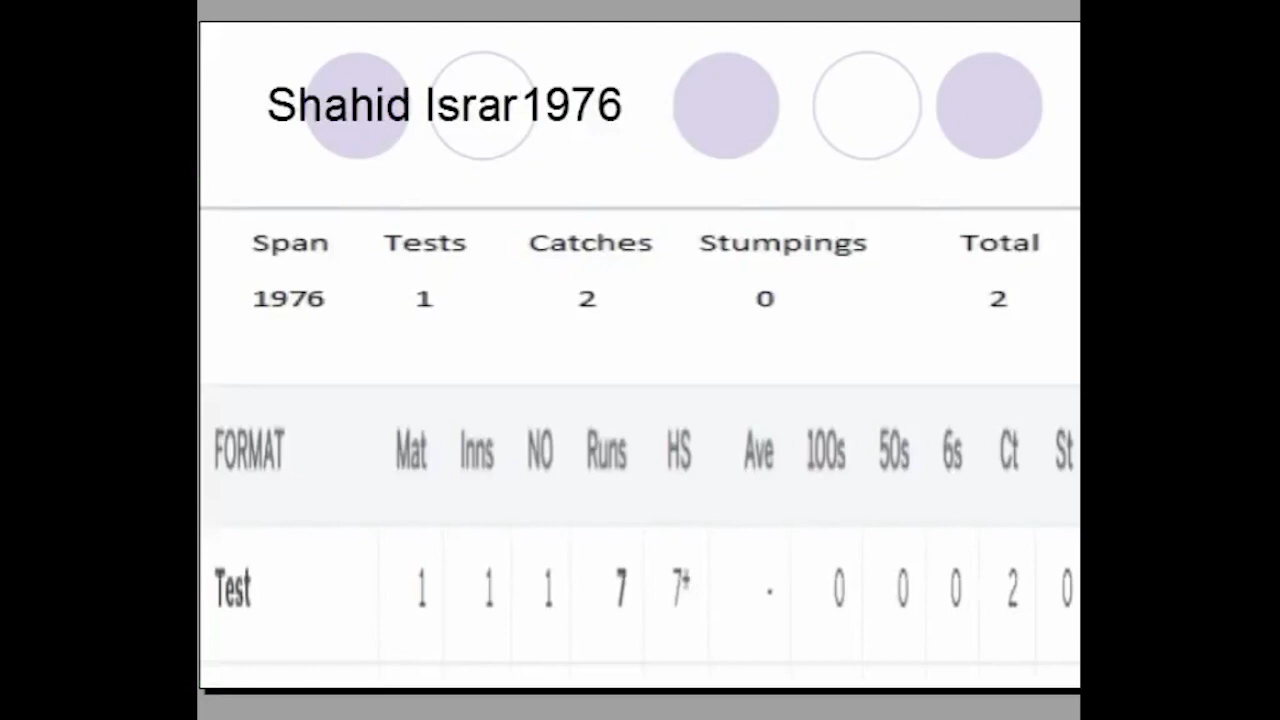 Shahid Israr1976
Span Tests Catches Stumpings Total
1976 1 2 0 2
FORMAT Mat Inns NO Runs HS Ave 100s 50s 6s Ct St
Test 1 1 1 7 7* - 0 0 0 2 0